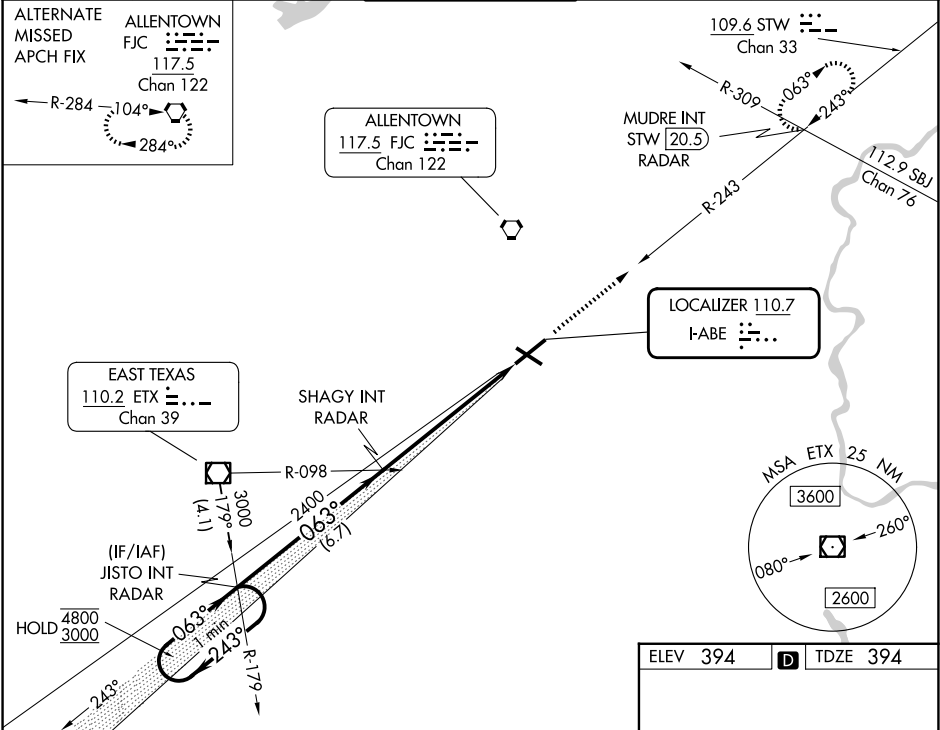 ALTERNATE
MISSED
APCH FIX
ALLENTOWN
FJC
117.5
Chan 122
R-284
104°
284°
ALLENTOWN
117.5 FJC
Chan 122
109.6 STW
Chan 33
R-309
063°
243°
MUDRE INT
STW 20.5
RADAR
112.9 SBJ
Chan 76
R-243
LOCALIZER 110.7
I-ABE
EAST TEXAS
110.2 ETX
Chan 39
SHAGY INT
RADAR
R-098
3000
179°
(4.1)
2400
063°
(6.7)
(IF/IAF)
JISTO INT
RADAR
HOLD 4800
3000
063°
1 min
243°
R-179
243°
MSA ETX 25 NM
3600
260°
080°
2600
ELEV 394
D
TDZE 394